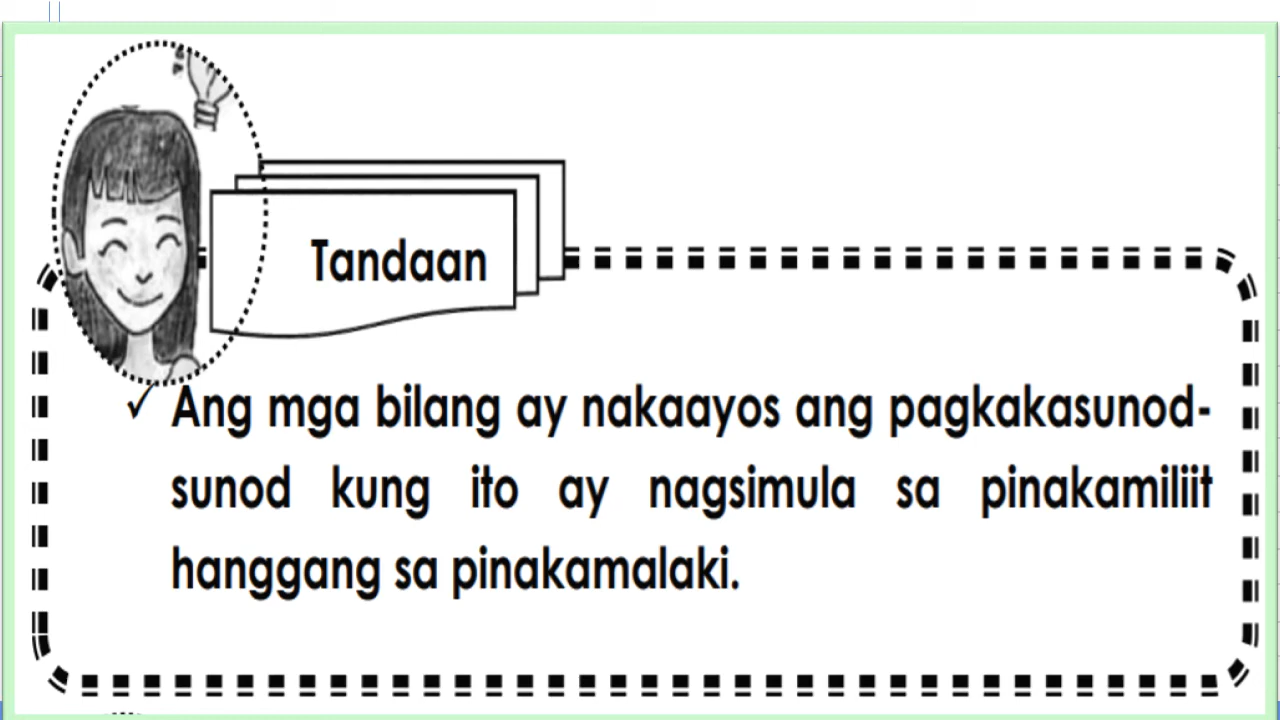 Tandaan
✓ Ang mga bilang ay nakaayos ang pagkakasunod-
sunod kung ito ay nagsimula sa pinakamiliit
hanggang sa pinakamalaki.